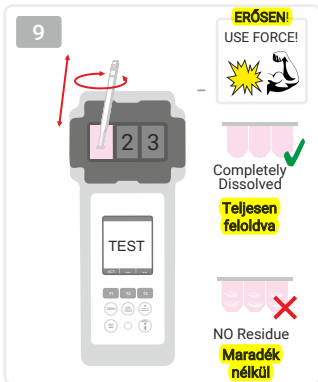 9
ERŐSEN!
USE FORCE!
2 3
TEST
Completely
Dissolved
Teljesen
feloldva
NO Residue
Maradék
nélkül